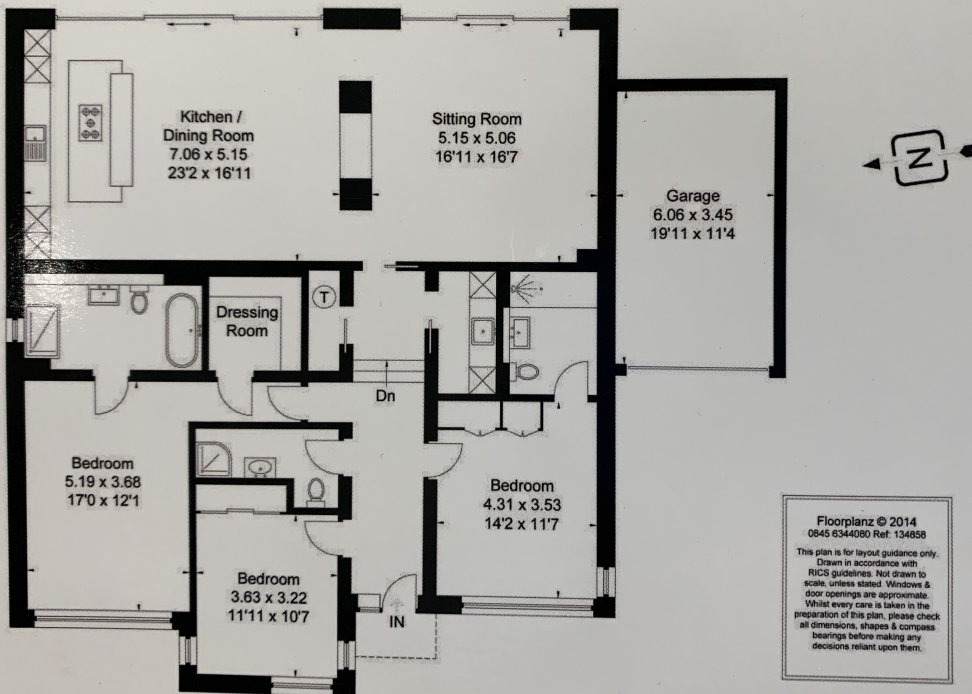 Kitchen /
Dining Room
7.06 x 5.15
23'2 x 16'11
Sitting Room
5.15 x 5.06
16'11 x 16'7
Garage
6.06 x 3.45
19'11 x 11'4
N
Dressing
Room
T
Dn
Bedroom
5.19 x 3.68
17'0 x 12'1
Bedroom
4.31 x 3.53
14'2 x 11'7
Bedroom
3.63 x 3.22
11'11 x 10'7
IN
Floorplanz © 2014
0845 6344080 Ref: 134858
This plan is for layout guidance only.
Drawn in accordance with
RICS guidelines. Not drawn to
scale, unless stated. Windows &
door openings are approximate.
Whilst every care is taken in the
preparation of this plan, please check
all dimensions, shapes & compass
bearings before making any
decisions reliant upon them.